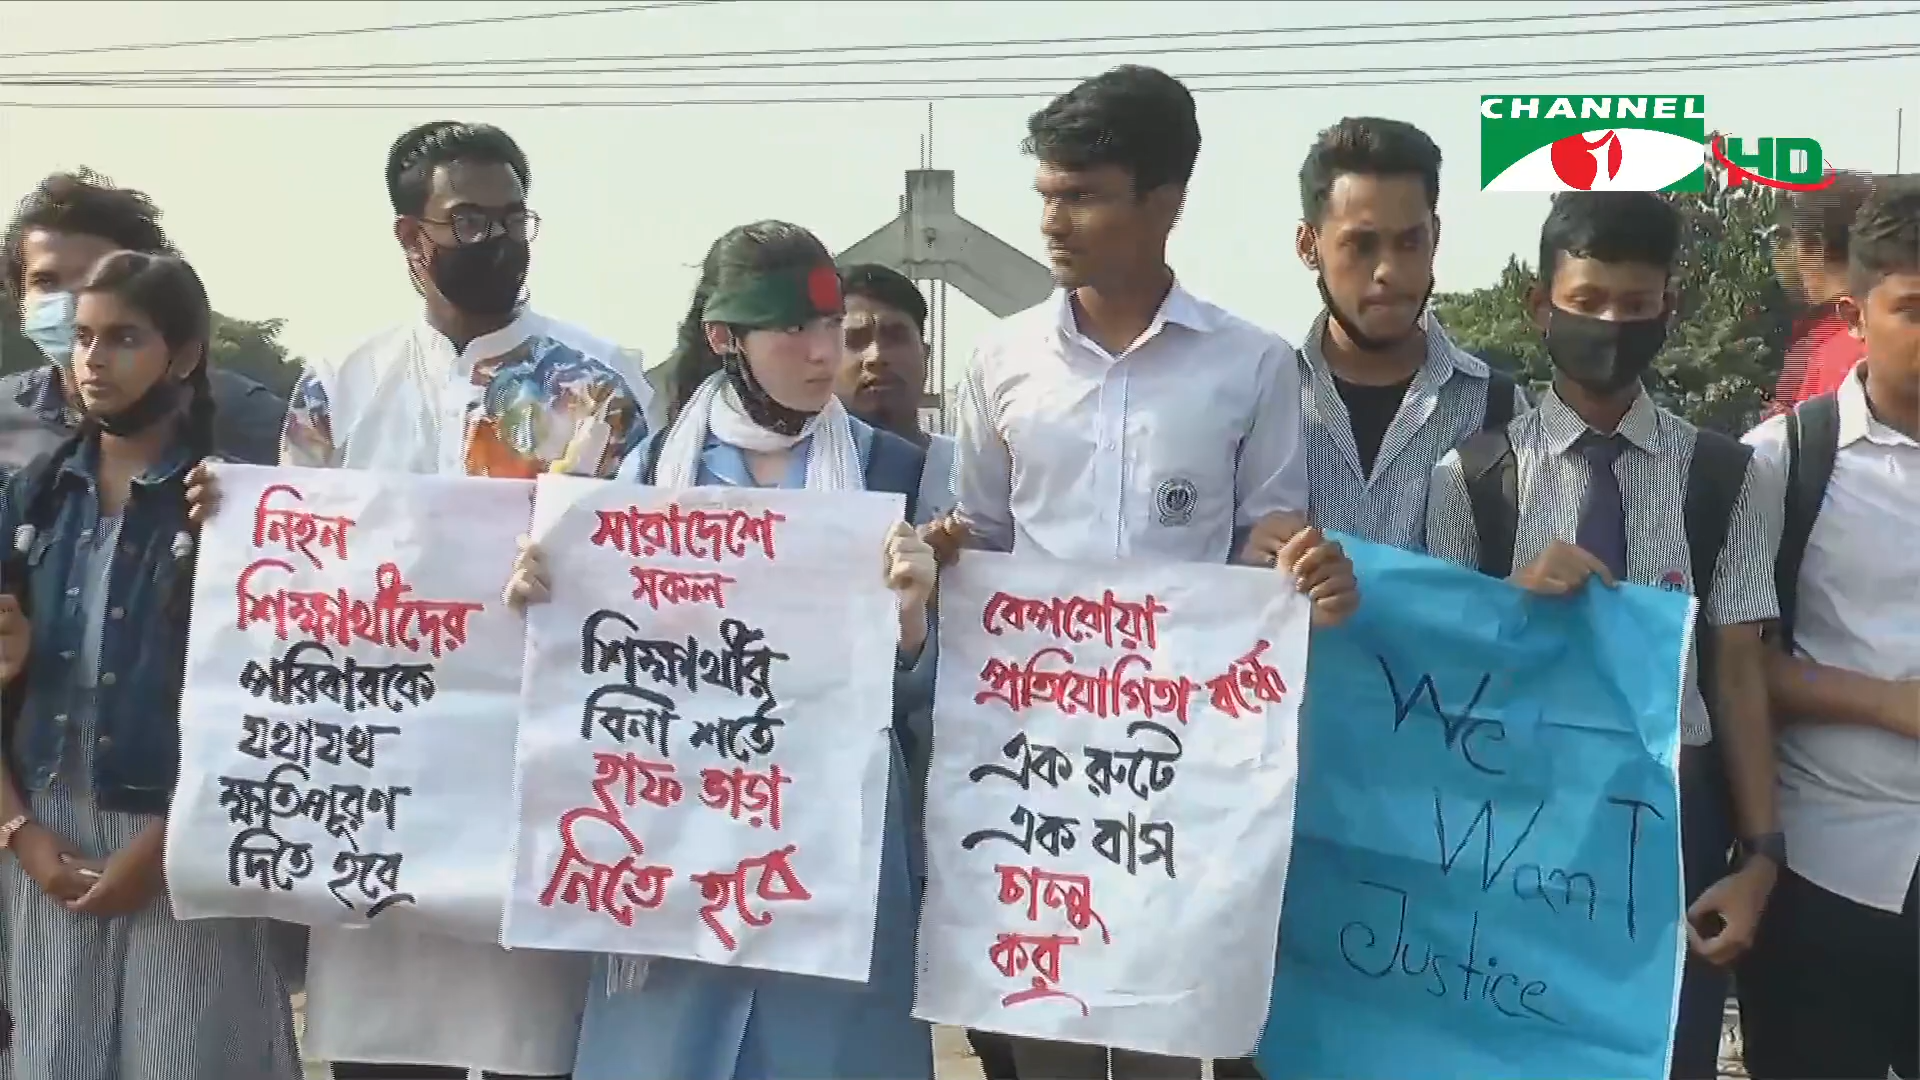 CHANNEL
HD
নিহন
শিক্ষার্থীদের
পরিবারকে
যথাযথ
ক্ষতিপূরণ
দিতে হবে
সারাদেশে
সকল
শিক্ষার্থীর
বিনা শর্তে
হাফ ভাড়া
নিতে হবে
বেপরোয়া
প্রতিযোগিতা বন্ধে
এক রুটে
এক বাস
চালু
কর
We
Want
Justice